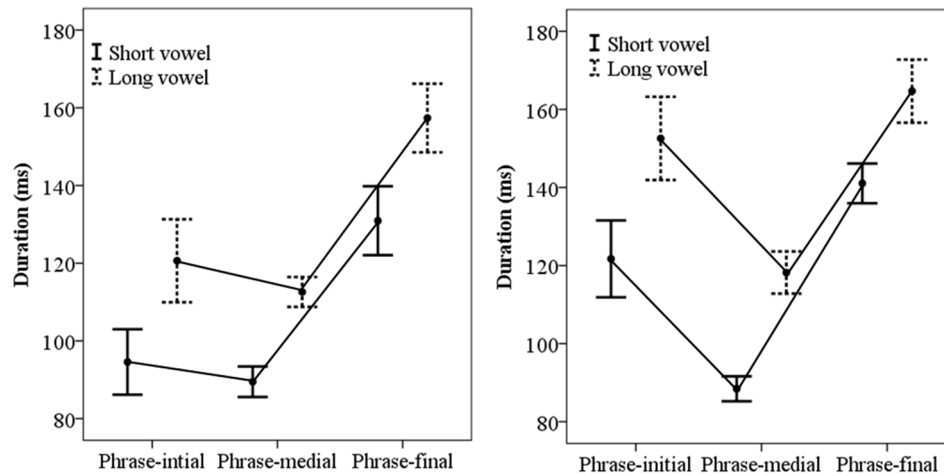 180
160
140
120
100
80
Duration (ms)
Short vowel
Long vowel
Phrase-intial Phrase-medial Phrase-final
180
160
140
120
100
80
Duration (ms)
Short vowel
Long vowel
Phrase-initial Phrase-medial Phrase-final